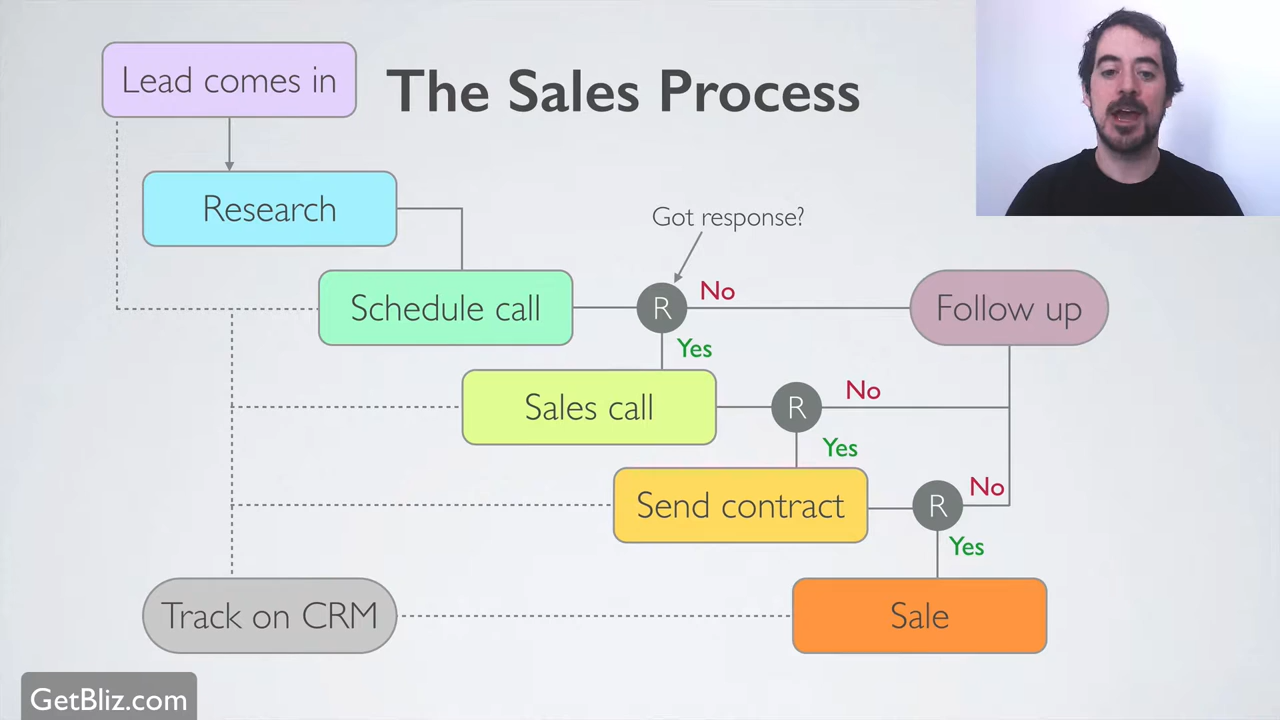 Lead comes in
The Sales Process
Research
Got response?
Schedule call
R
No
Follow up
Yes
Sales call
R
No
Yes
Send contract
R
No
Yes
Track on CRM
Sale
GetBliz.com